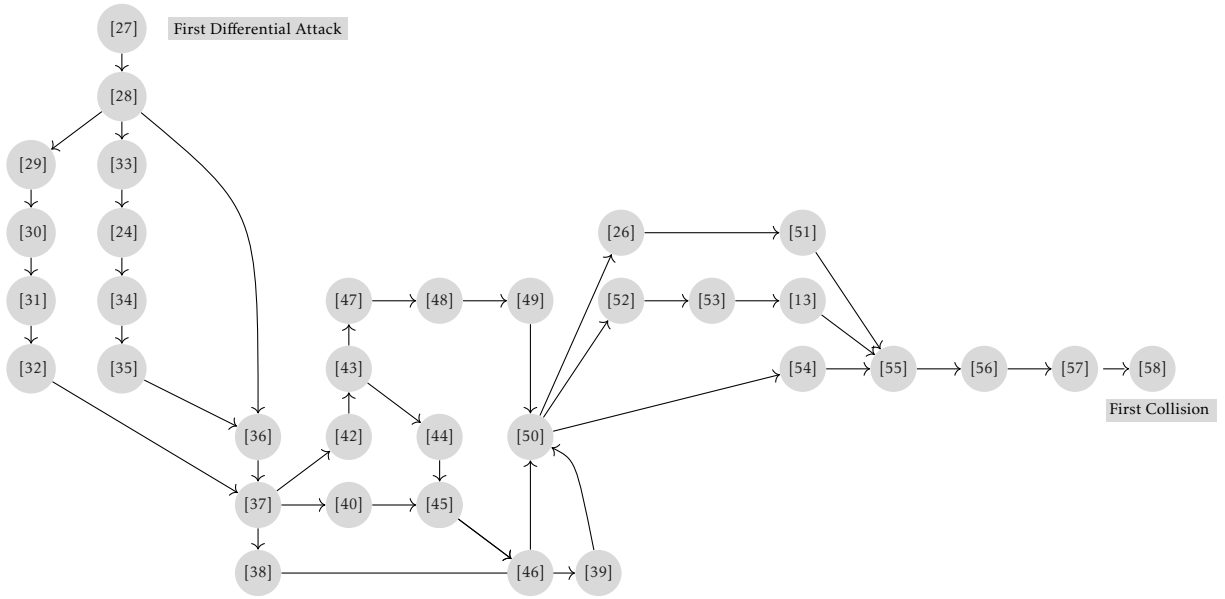 [27] First Differential Attack
[28]
[29] [33]
[30] [24] [26] [51]
[31] [34] [47] [48] [49] [52] [53] [13]
[32] [35] [43] [54] [55] [56] [57] [58]
First Collision
[36] [42] [44] [50]
[37] [40] [45]
[38] [46] [39]